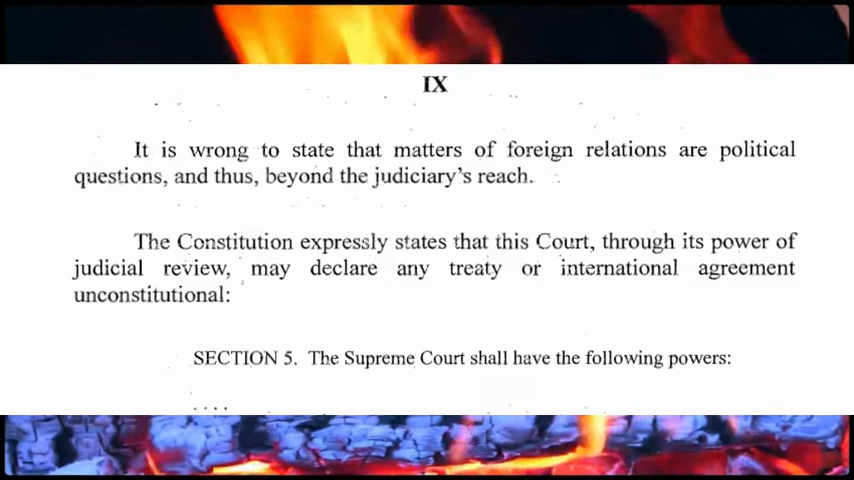 IX
It is wrong to state that matters of foreign relations are political
questions, and thus, beyond the judiciary's reach.
The Constitution expressly states that this Court, through its power of
judicial review, may declare any treaty or international agreement
unconstitutional:
SECTION 5. The Supreme Court shall have the following powers:
. . . .